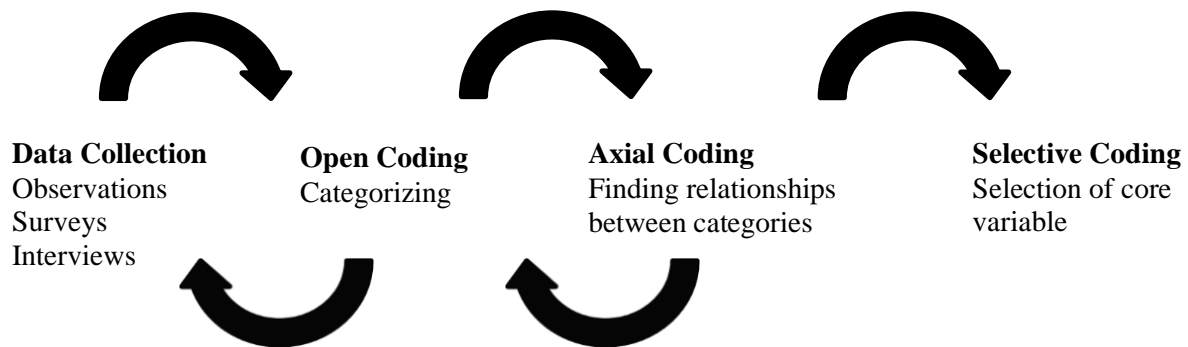 Data Collection
Observations
Surveys
Interviews
Open Coding
Categorizing
Axial Coding
Finding relationships
between categories
Selective Coding
Selection of core
variable